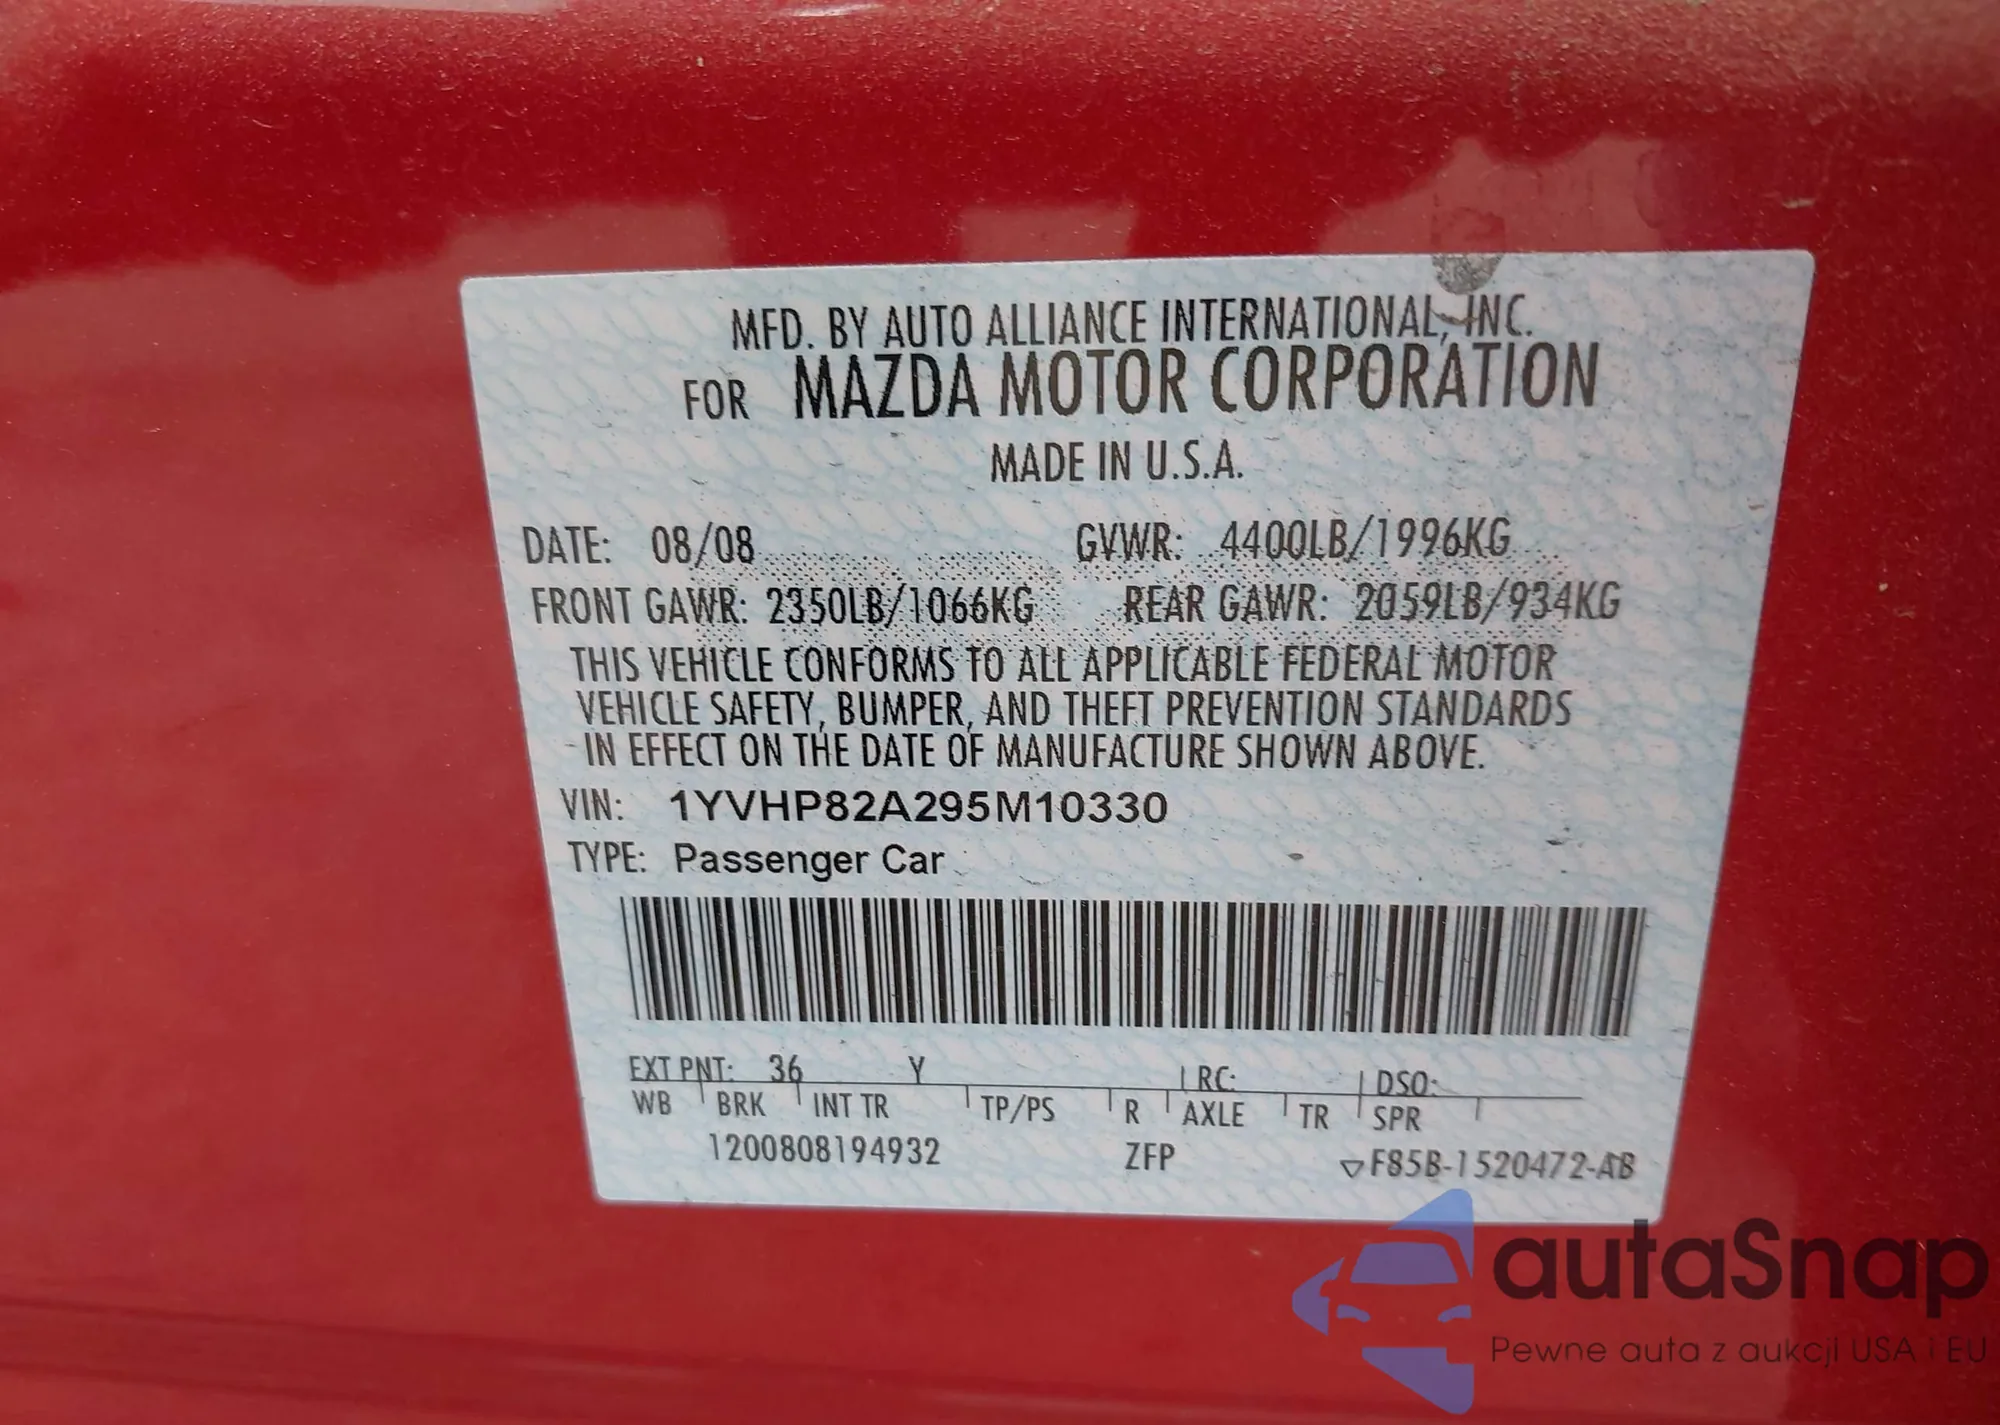 MFD. BY AUTO ALLIANCE INTERNATIONAL, INC.
FOR MAZDA MOTOR CORPORATION
MADE IN U.S.A.
DATE: 08/08 GVWR: 4400LB/1996KG
FRONT GAWR: 2350LB/1066KG REAR GAWR: 2059LB/934KG
THIS VEHICLE CONFORMS TO ALL APPLICABLE FEDERAL MOTOR
VEHICLE SAFETY, BUMPER, AND THEFT PREVENTION STANDARDS
IN EFFECT ON THE DATE OF MANUFACTURE SHOWN ABOVE.
VIN: 1YVHP82A295M10330
TYPE: Passenger Car
EXT PNT: 36 Y RC: DSO:
WB BRK INT TR TP/PS R AXLE TR SPR
1200808194932 ZFP ▽F85B-1520472-AB
autaSnap
Pewne auta z aukcji USA i EU